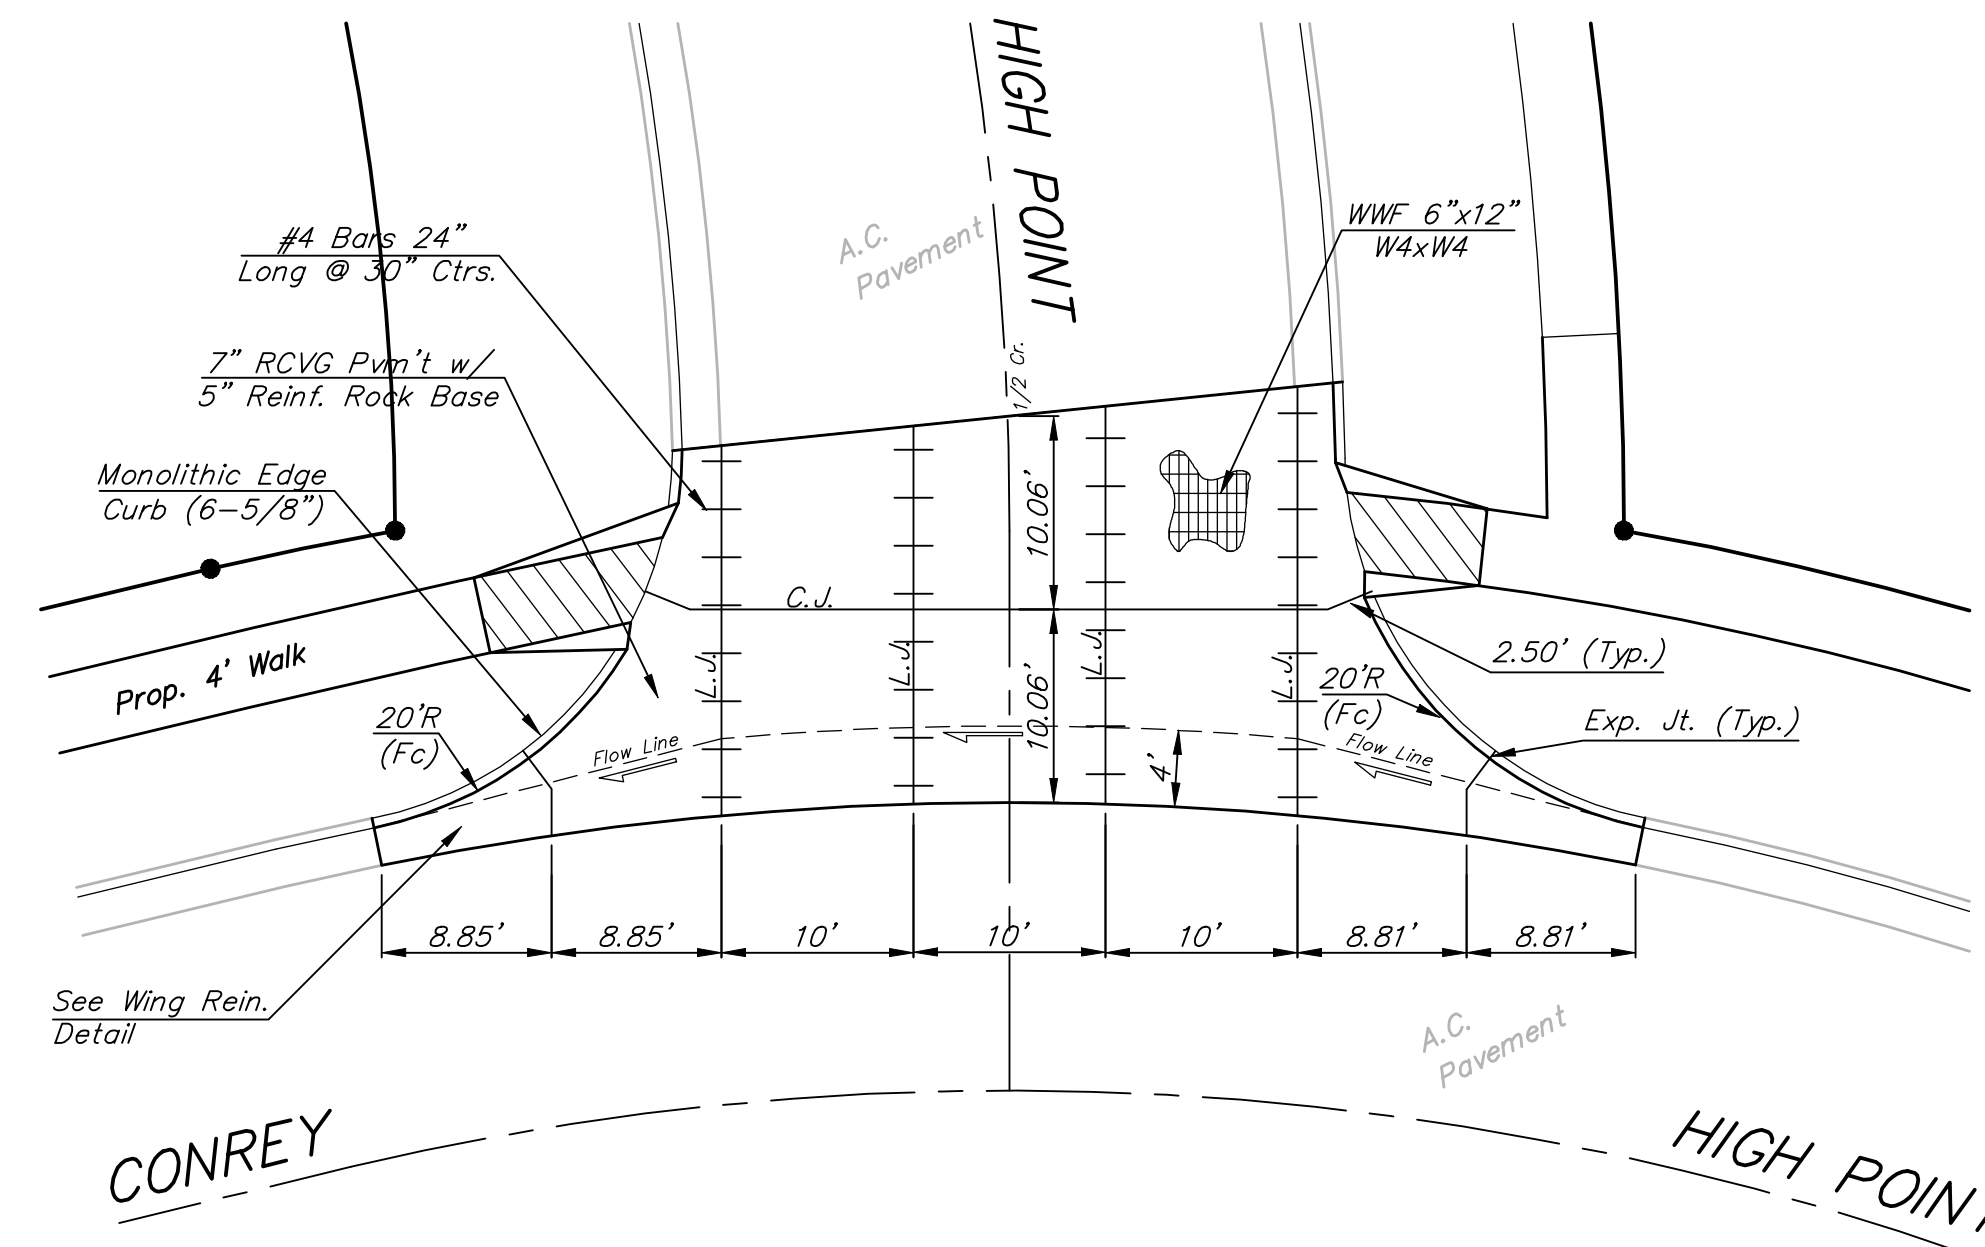 HIGH POINT
#4 Bars 24"
Long @ 30" Ctrs.
A.C.
Pavement
WWF 6"x12"
W4xW4
7" RCVG Pvm't w/
5" Reinf. Rock Base
1/2 Cr.
Monolithic Edge
Curb (6-5/8")
10.06'
C.J.
L.J.
L.J.
L.J.
L.J.
10.06'
2.50' (Typ.)
Prop. 4' Walk
20'R
(Fc)
20'R
(Fc)
Exp. Jt. (Typ.)
Flow Line
Flow Line
4'
8.85'
8.85'
10'
10'
10'
8.81'
8.81'
See Wing Rein.
Detail
A.C.
Pavement
CONREY
HIGH POINT